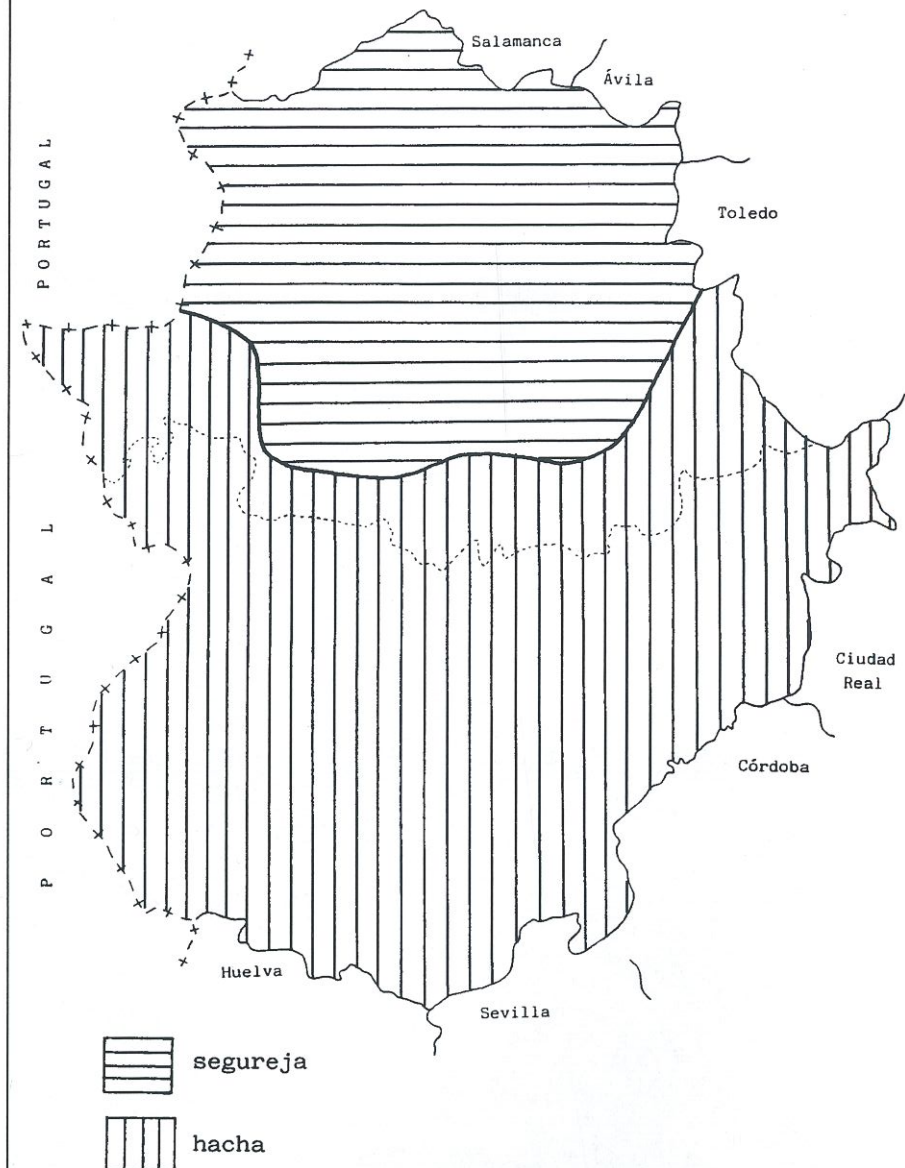 Salamanca
Ávila
PORTUGAL
Toledo
PORTUGAL
Ciudad
Real
Córdoba
Huelva
Sevilla
segureja
hacha